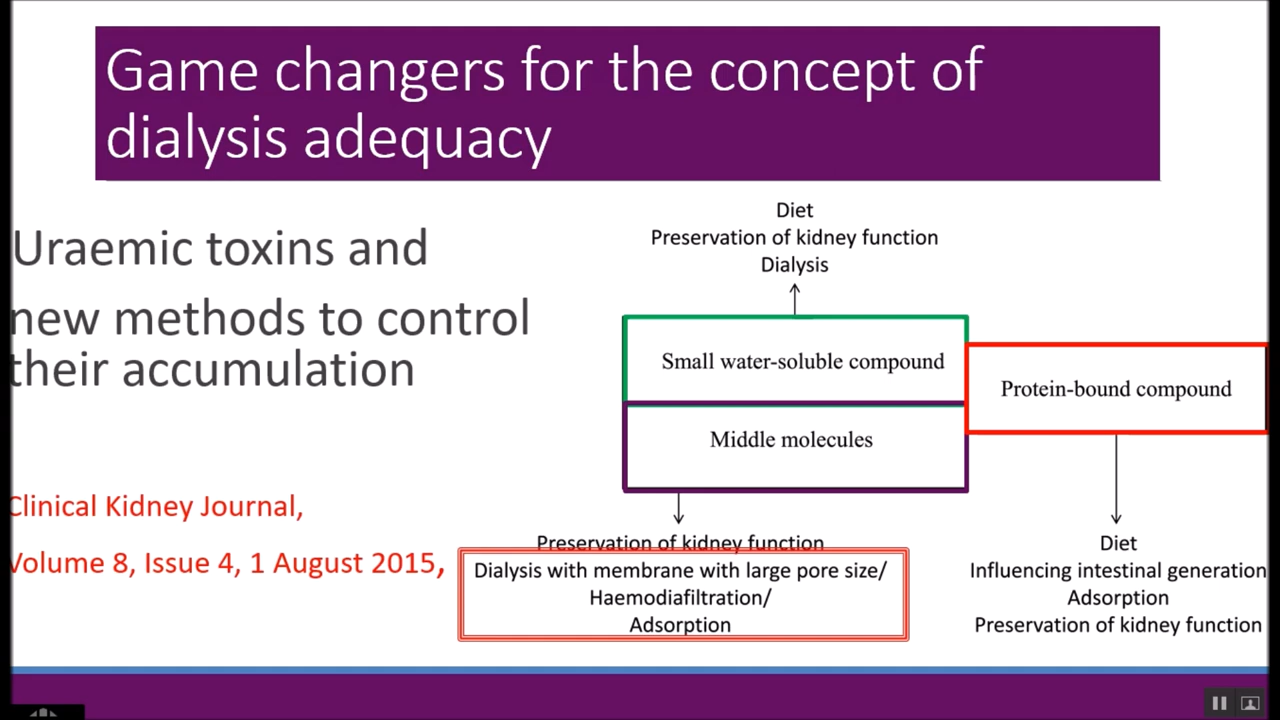 Game changers for the concept of
dialysis adequacy
Uraemic toxins and
new methods to control
their accumulation
Clinical Kidney Journal,
Volume 8, Issue 4, 1 August 2015,
Diet
Preservation of kidney function
Dialysis
Small water-soluble compound
Middle molecules
Protein-bound compound
Preservation of kidney function
Dialysis with membrane with large pore size/
Haemodiafiltration/
Adsorption
Diet
Influencing intestinal generation
Adsorption
Preservation of kidney function